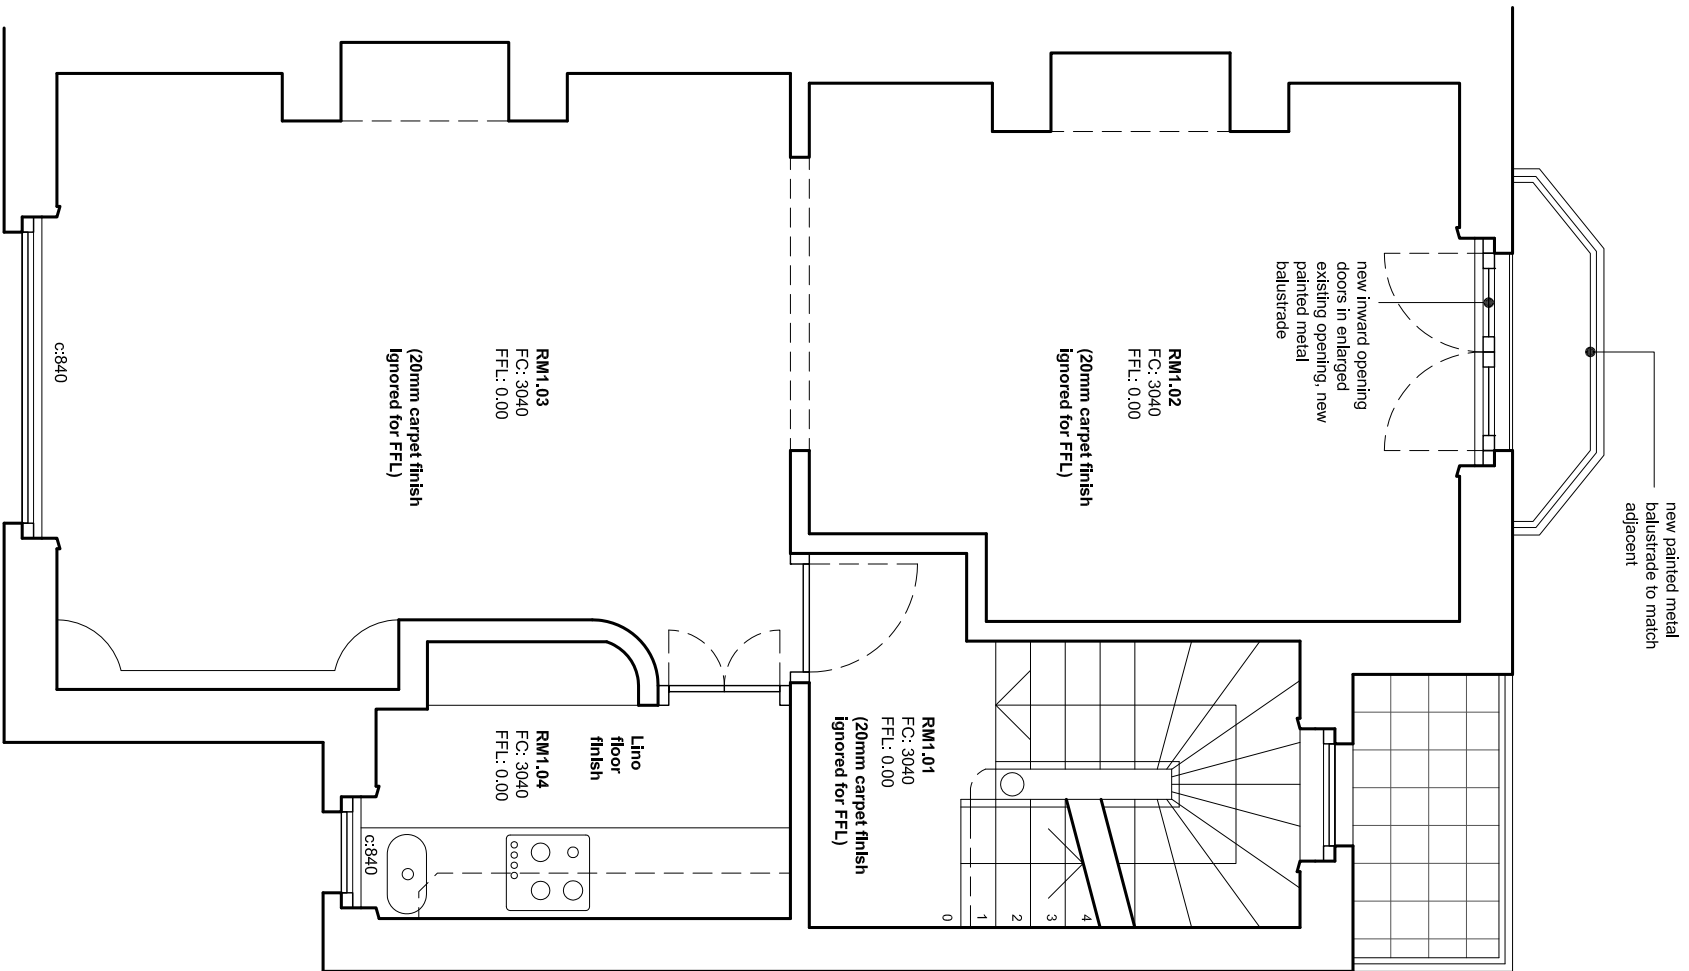 new painted metal
balustrade to match
adjacent
new inward opening
doors in enlarged
existing opening, new
painted metal
balustrade
RM1.02
FC: 3040
FFL: 0.00
(20mm carpet finish
ignored for FFL)
RM1.03
FC: 3040
FFL: 0.00
(20mm carpet finish
ignored for FFL)
c:840
RM1.01
FC: 3040
FFL: 0.00
(20mm carpet finish
ignored for FFL)
Lino
floor
finish
RM1.04
FC: 3040
FFL: 0.00
c:840
4
3
2
1
0